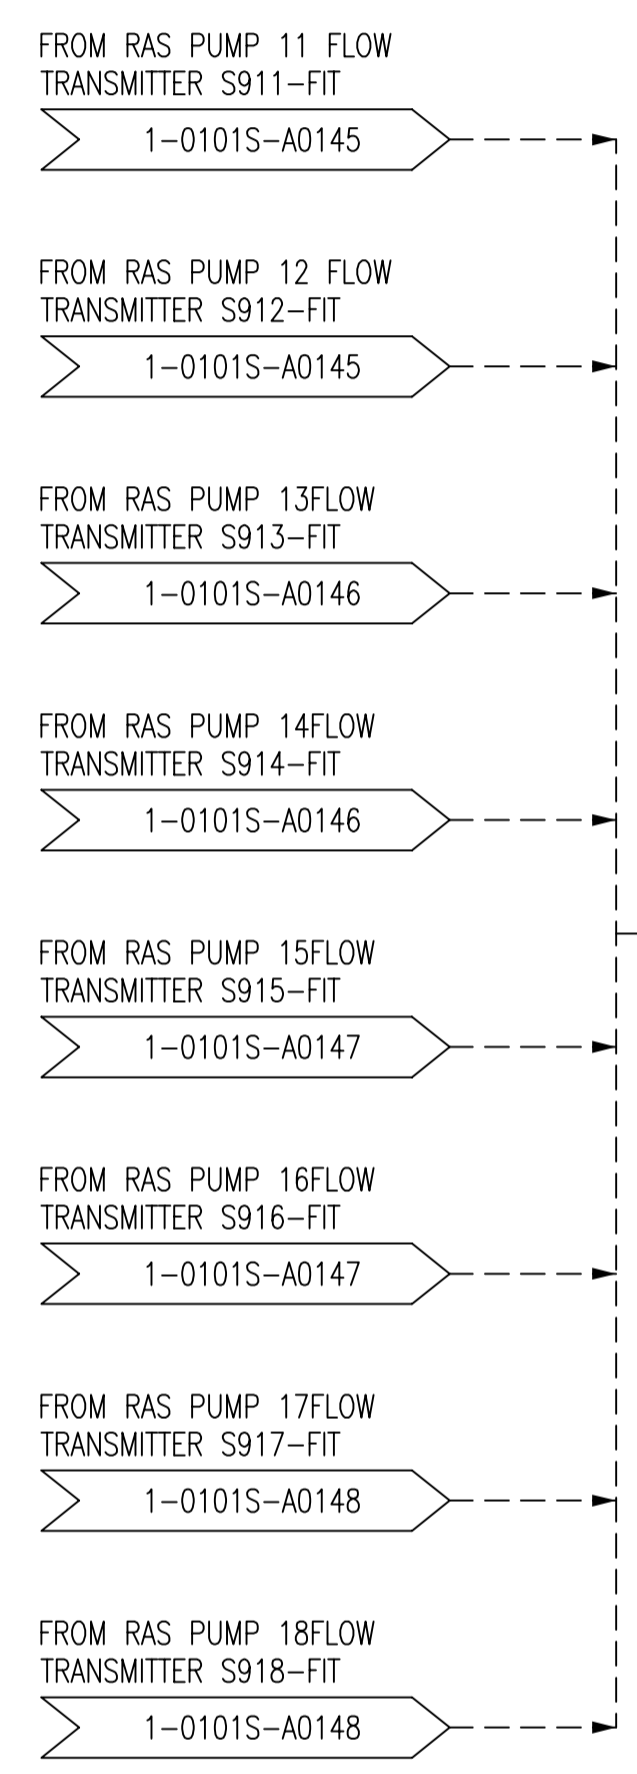 FROM RAS PUMP 11 FLOW
TRANSMITTER S911-FIT
1-0101S-A0145
FROM RAS PUMP 12 FLOW
TRANSMITTER S912-FIT
1-0101S-A0145
FROM RAS PUMP 13FLOW
TRANSMITTER S913-FIT
1-0101S-A0146
FROM RAS PUMP 14FLOW
TRANSMITTER S914-FIT
1-0101S-A0146
FROM RAS PUMP 15FLOW
TRANSMITTER S915-FIT
1-0101S-A0147
FROM RAS PUMP 16FLOW
TRANSMITTER S916-FIT
1-0101S-A0147
FROM RAS PUMP 17FLOW
TRANSMITTER S917-FIT
1-0101S-A0148
FROM RAS PUMP 18FLOW
TRANSMITTER S918-FIT
1-0101S-A0148